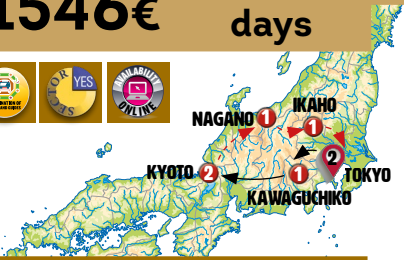 1546€
days
SECTOR
YES
AVAILABILITY
ONLINE
NAGANO 1
IKAHO
1
2
KYOTO 2
1
TOKYO
KAWAGUCHIKO